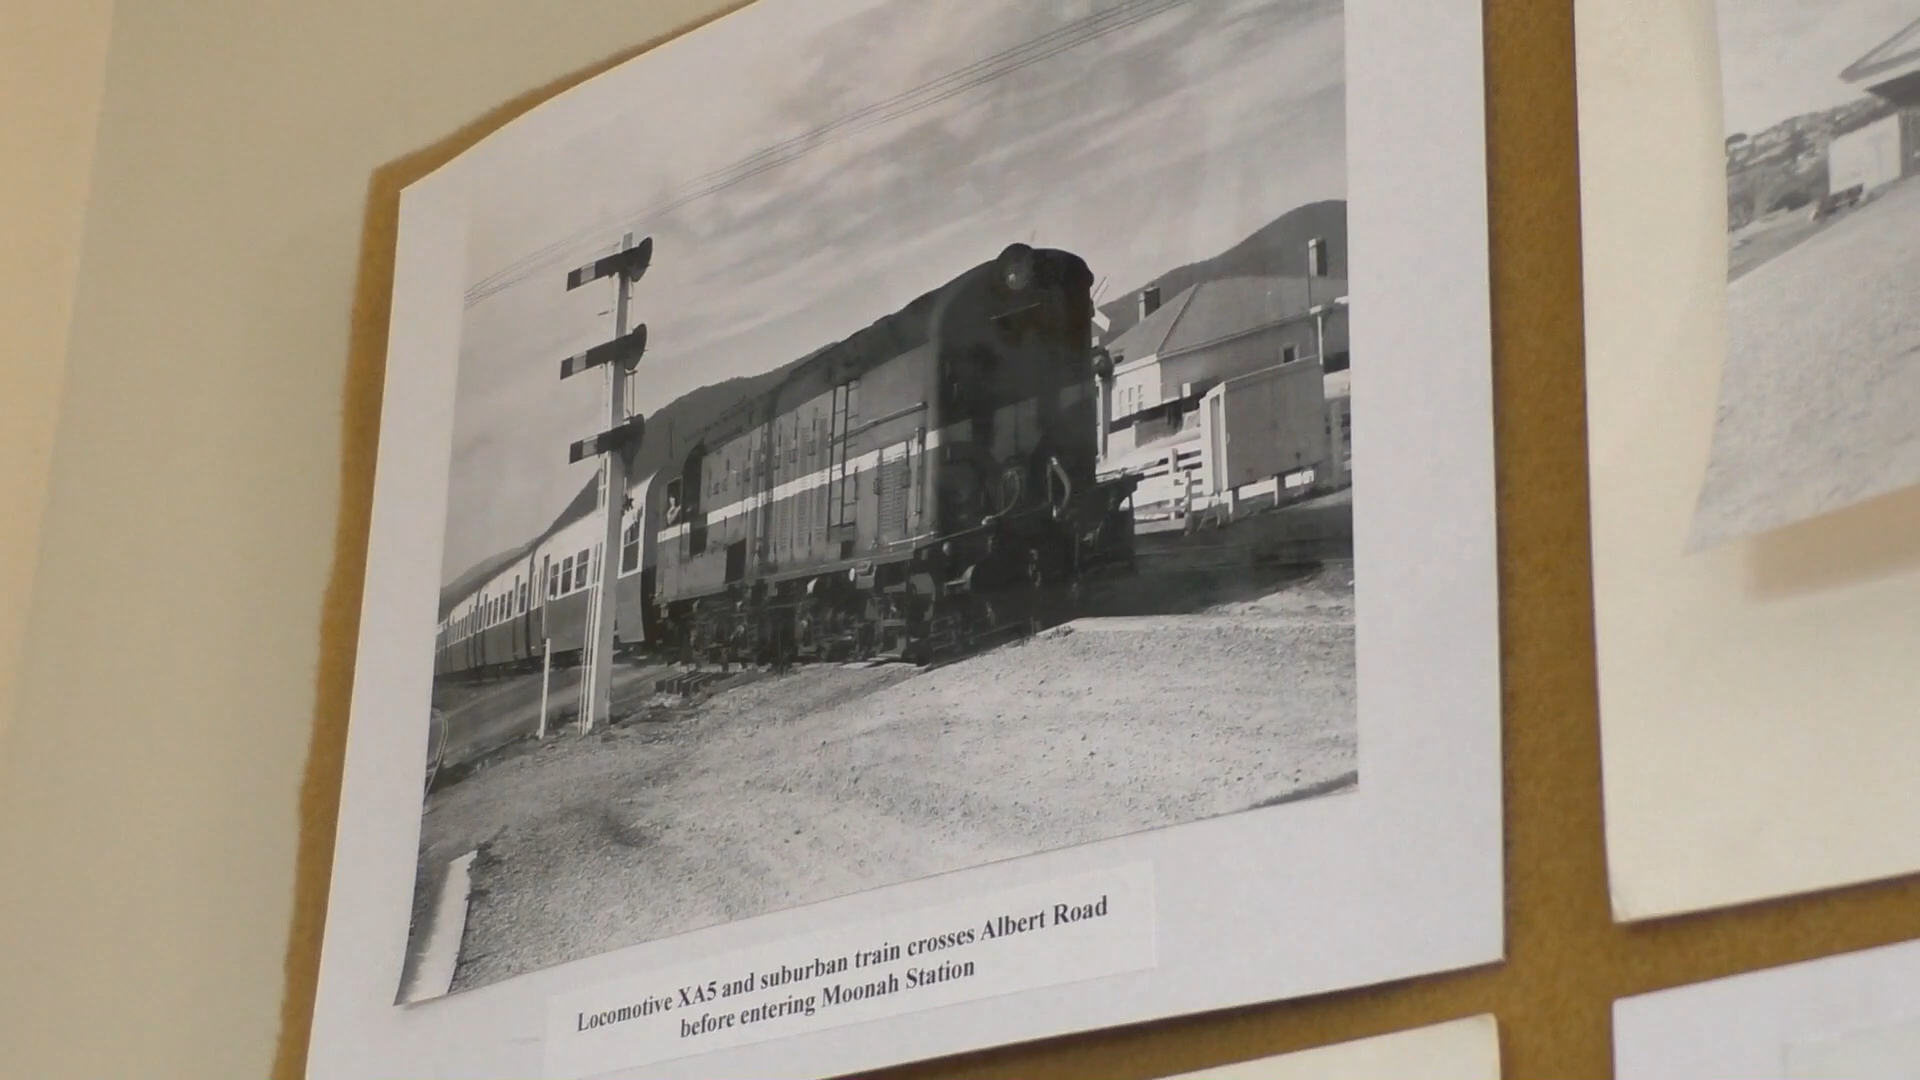 Locomotive XA5 and suburban train crosses Albert Road
before entering Moonah Station